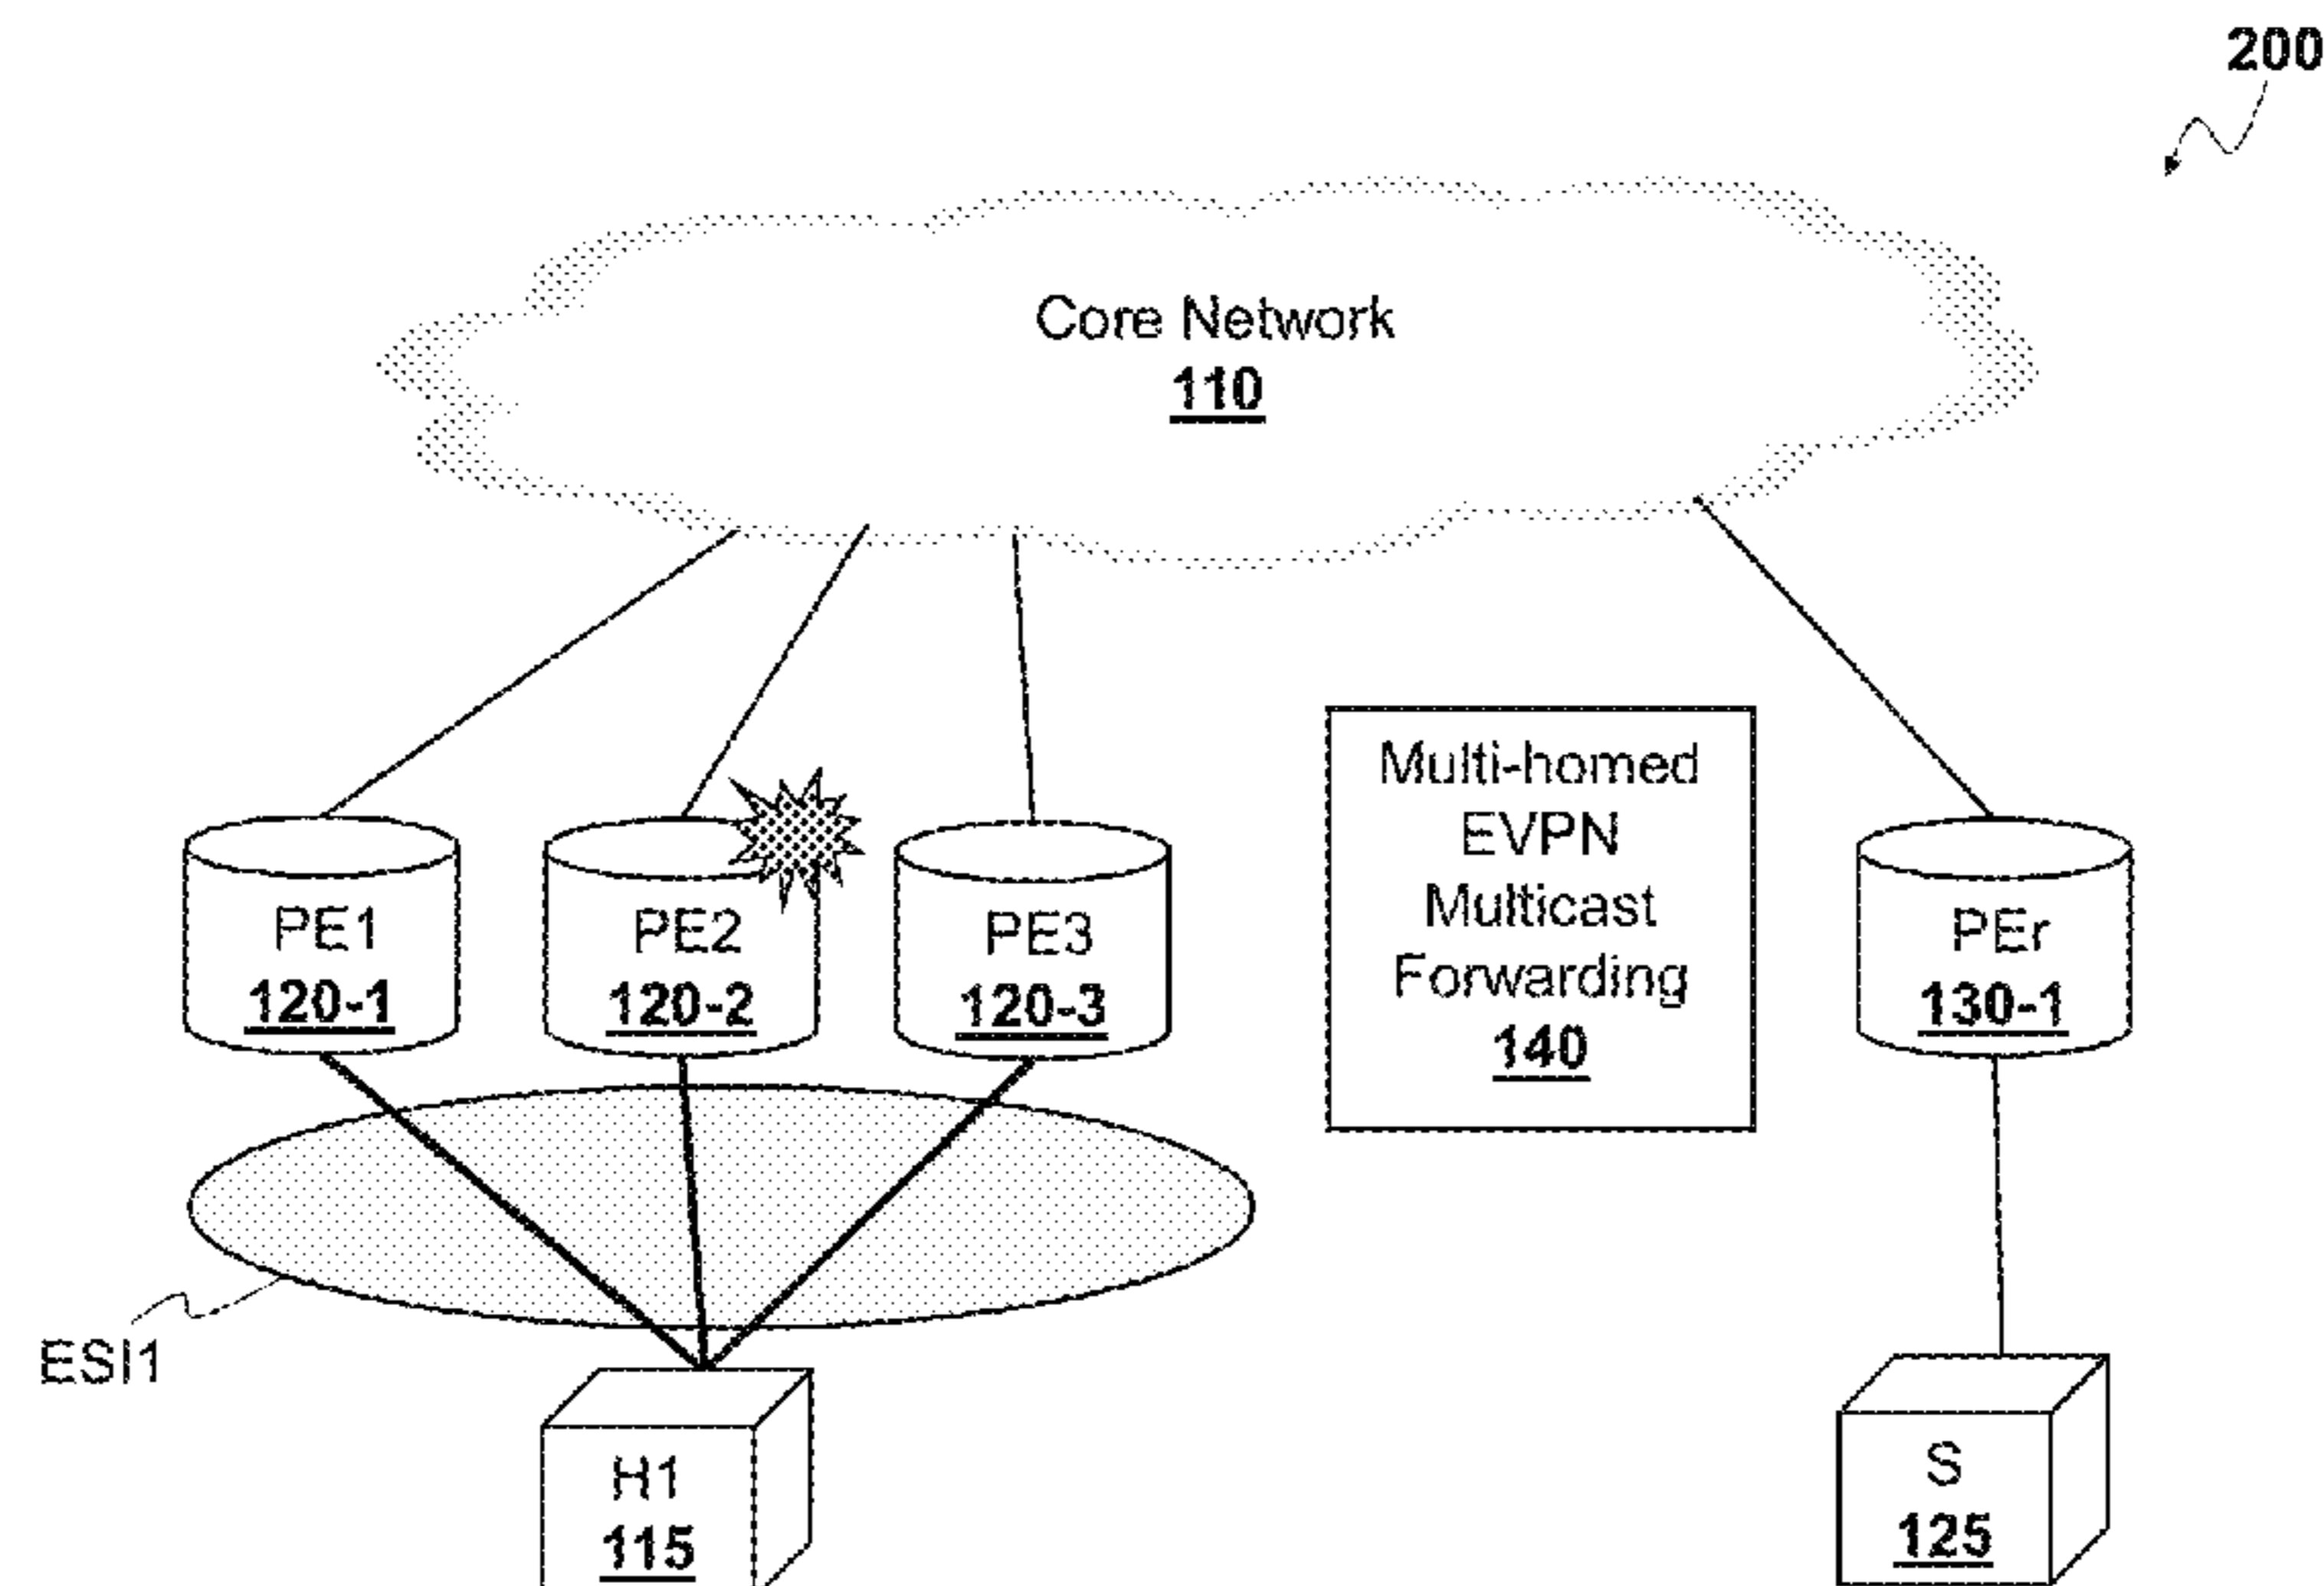 200
Core Network
110
Multi-homed
EVPN
Multicast
Forwarding
140
PE1
120-1
PE2
120-2
PE3
120-3
PEr
130-1
ESI1
H1
115
S
125